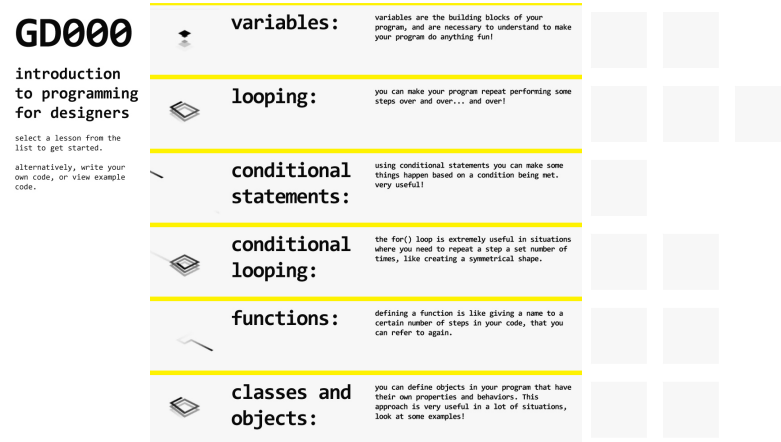 GD000
introduction
to programming
for designers
select a lesson from the
list to get started.
alternatively, write your
own code, or view example
code.
variables:
variables are the building blocks of your
program, and are necessary to understand to make
your program do anything fun!
looping:
you can make your program repeat performing some
steps over and over... and over!
conditional
statements:
using conditional statements you can make some
things happen based on a condition being met.
very useful!
conditional
looping:
the for() loop is extremely useful in situations
where you need to repeat a step a set number of
times, like creating a symmetrical shape.
functions:
defining a function is like giving a name to a
certain number of steps in your code, that you
can refer to again.
classes and
objects:
you can define objects in your program that have
their own properties and behaviors. This
approach is very useful in a lot of situations,
look at some examples!